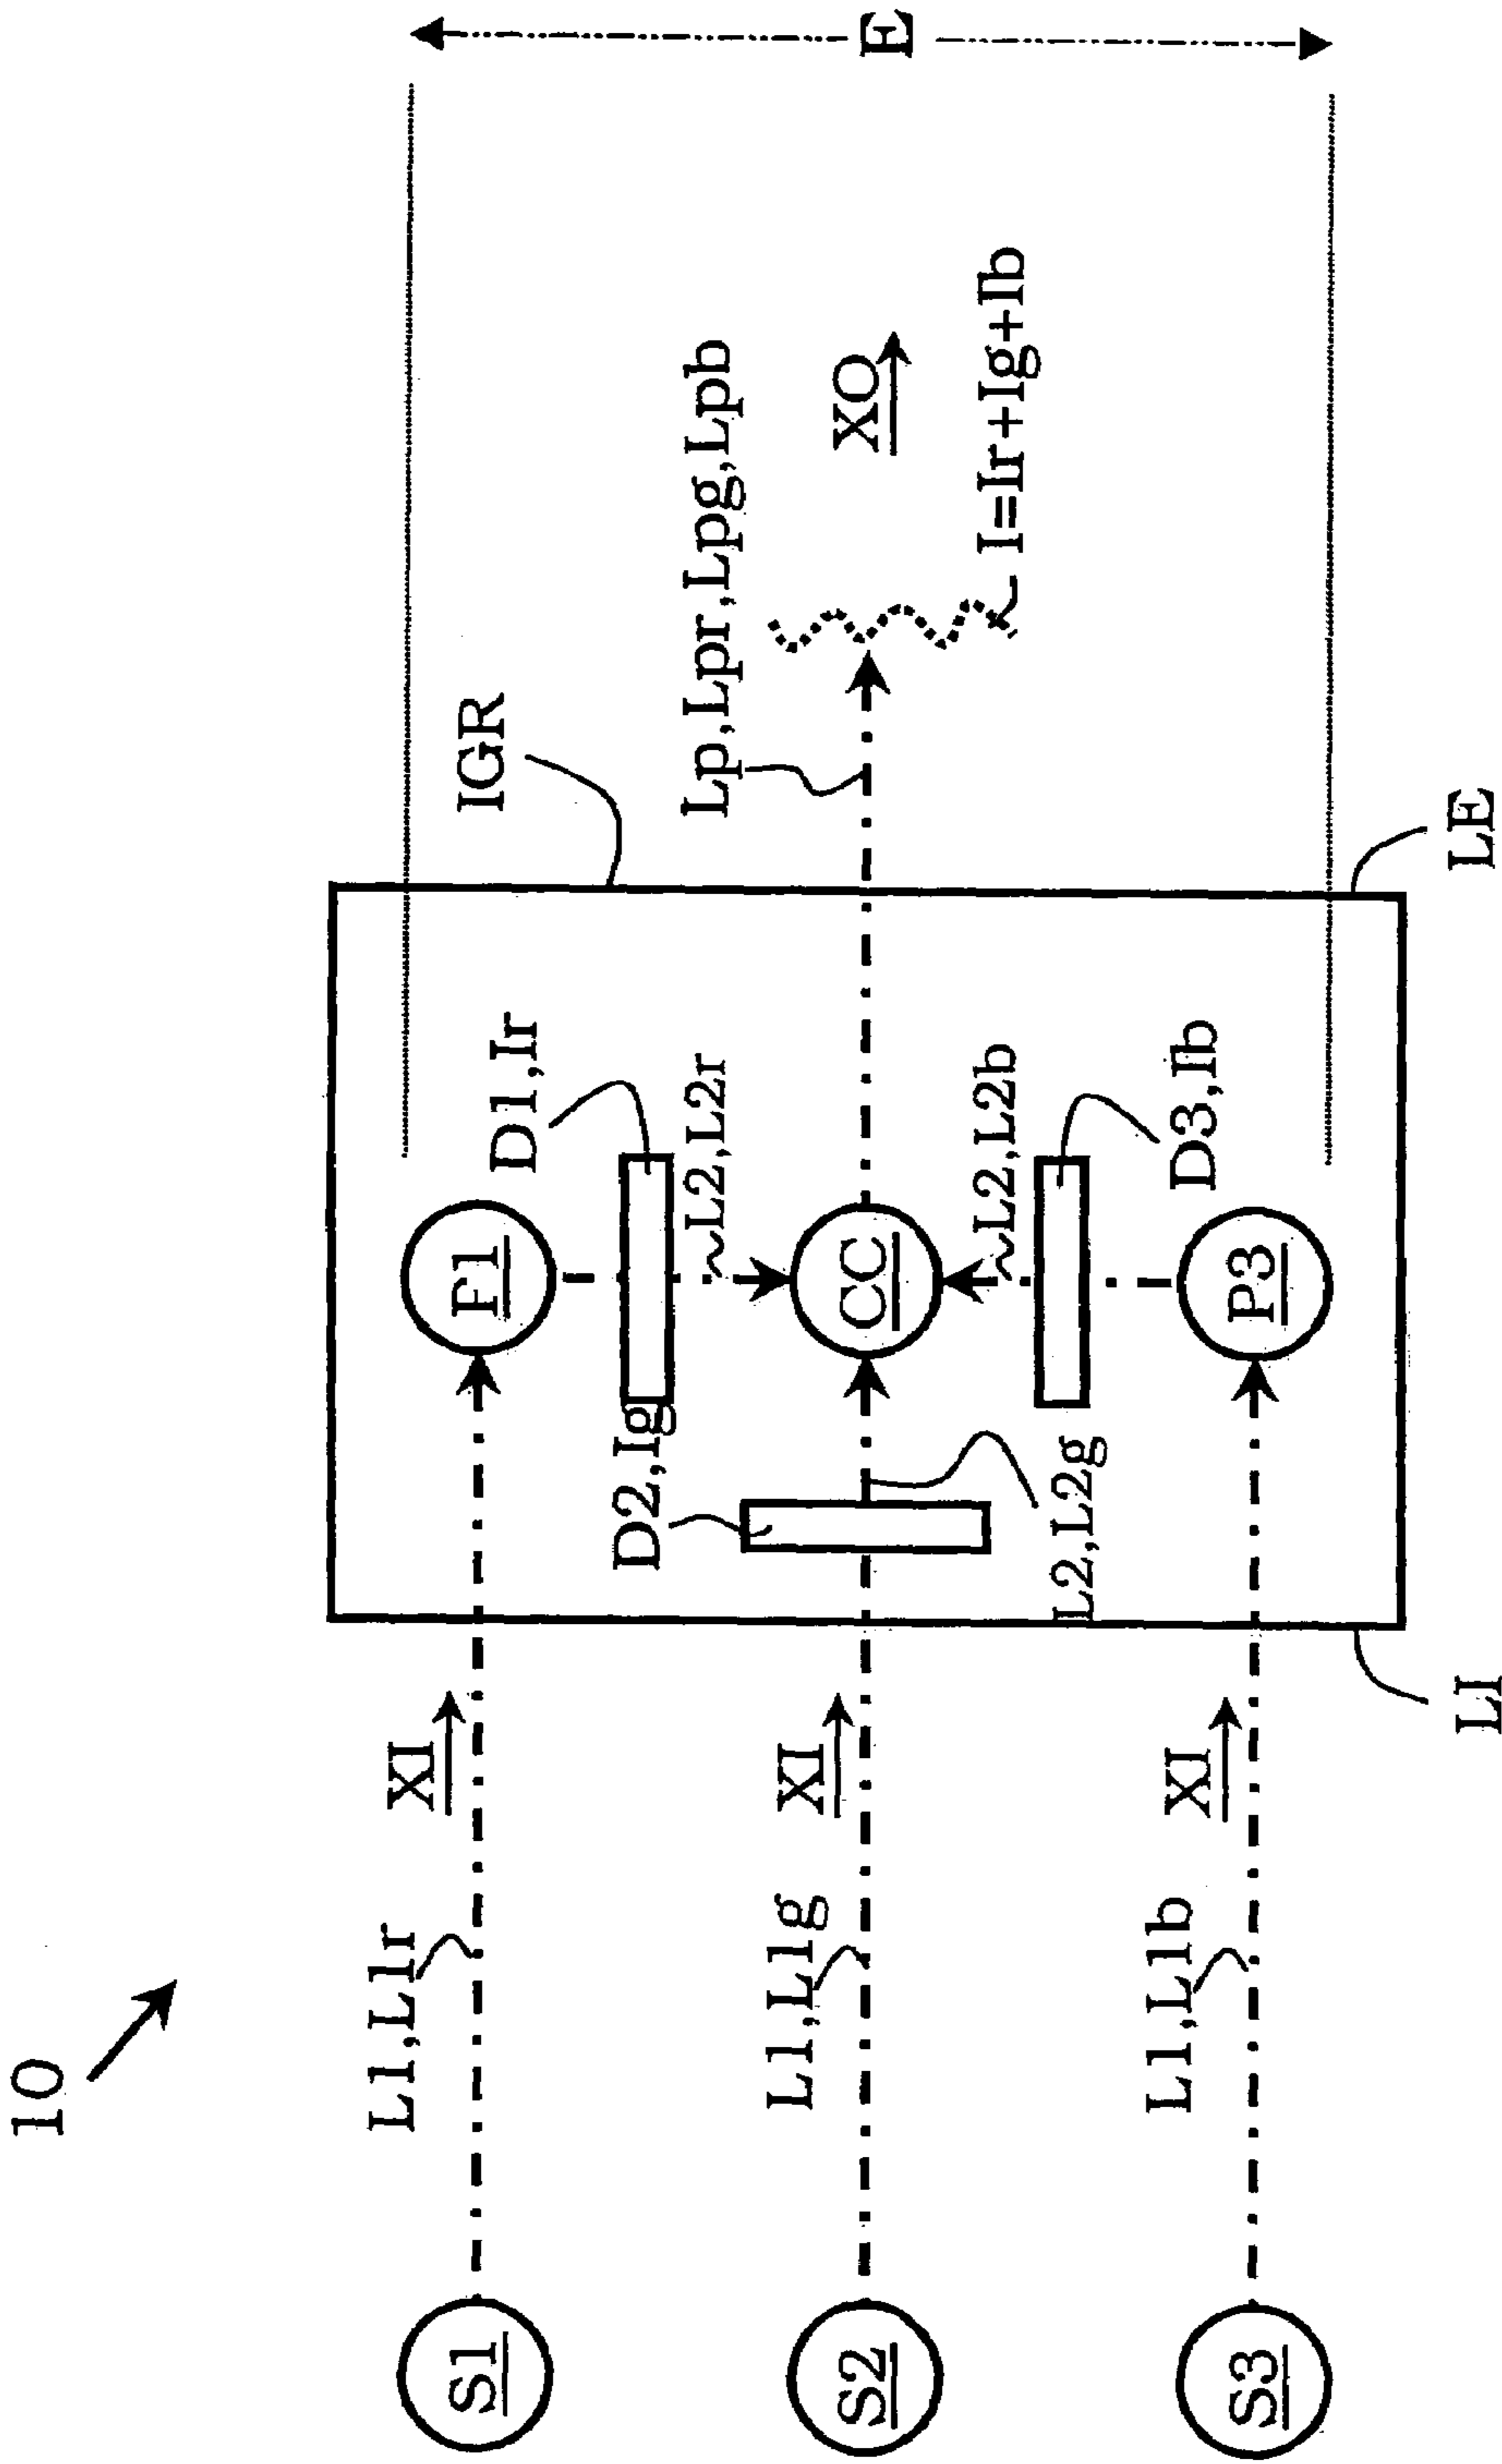 10
S1
L1,L1r
XI
F1
D1,Ir
IGR
S2
L1,L1g
XI
D2,Ig
L2,L2r
CC
L2,L2g
L2,L2b
Lp,Lpr,Lpg,Lpb
XO
I=Ir+Ig+Ib
E
S3
L1,L1b
XI
P3
D3,Ib
LI
LE